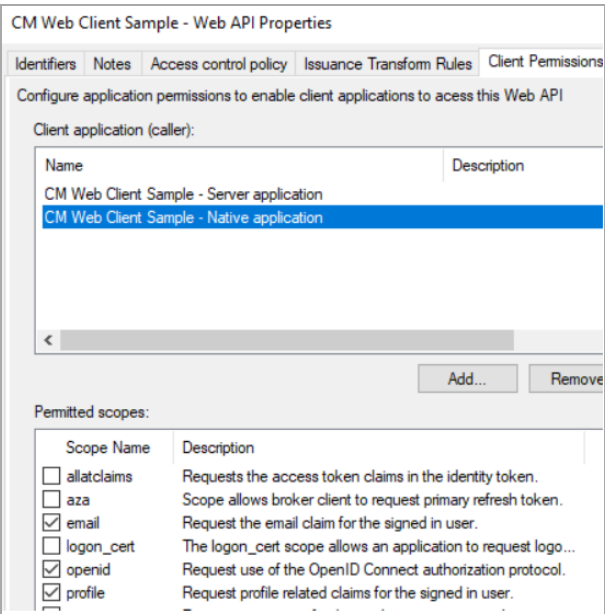 CM Web Client Sample - Web API Properties
Identifiers Notes Access control policy Issuance Transform Rules Client Permissions
Configure application permissions to enable client applications to acess this Web API
Client application (caller):
Name Description
CM Web Client Sample - Server application
CM Web Client Sample - Native application
Add... Remove
Permitted scopes:
Scope Name Description
allatclaims Requests the access token claims in the identity token.
aza Scope allows broker client to request primary refresh token.
email Request the email claim for the signed in user.
logon_cert The logon_cert scope allows an application to request logo...
openid Request use of the OpenID Connect authorization protocol.
profile Request profile related claims for the signed in user.